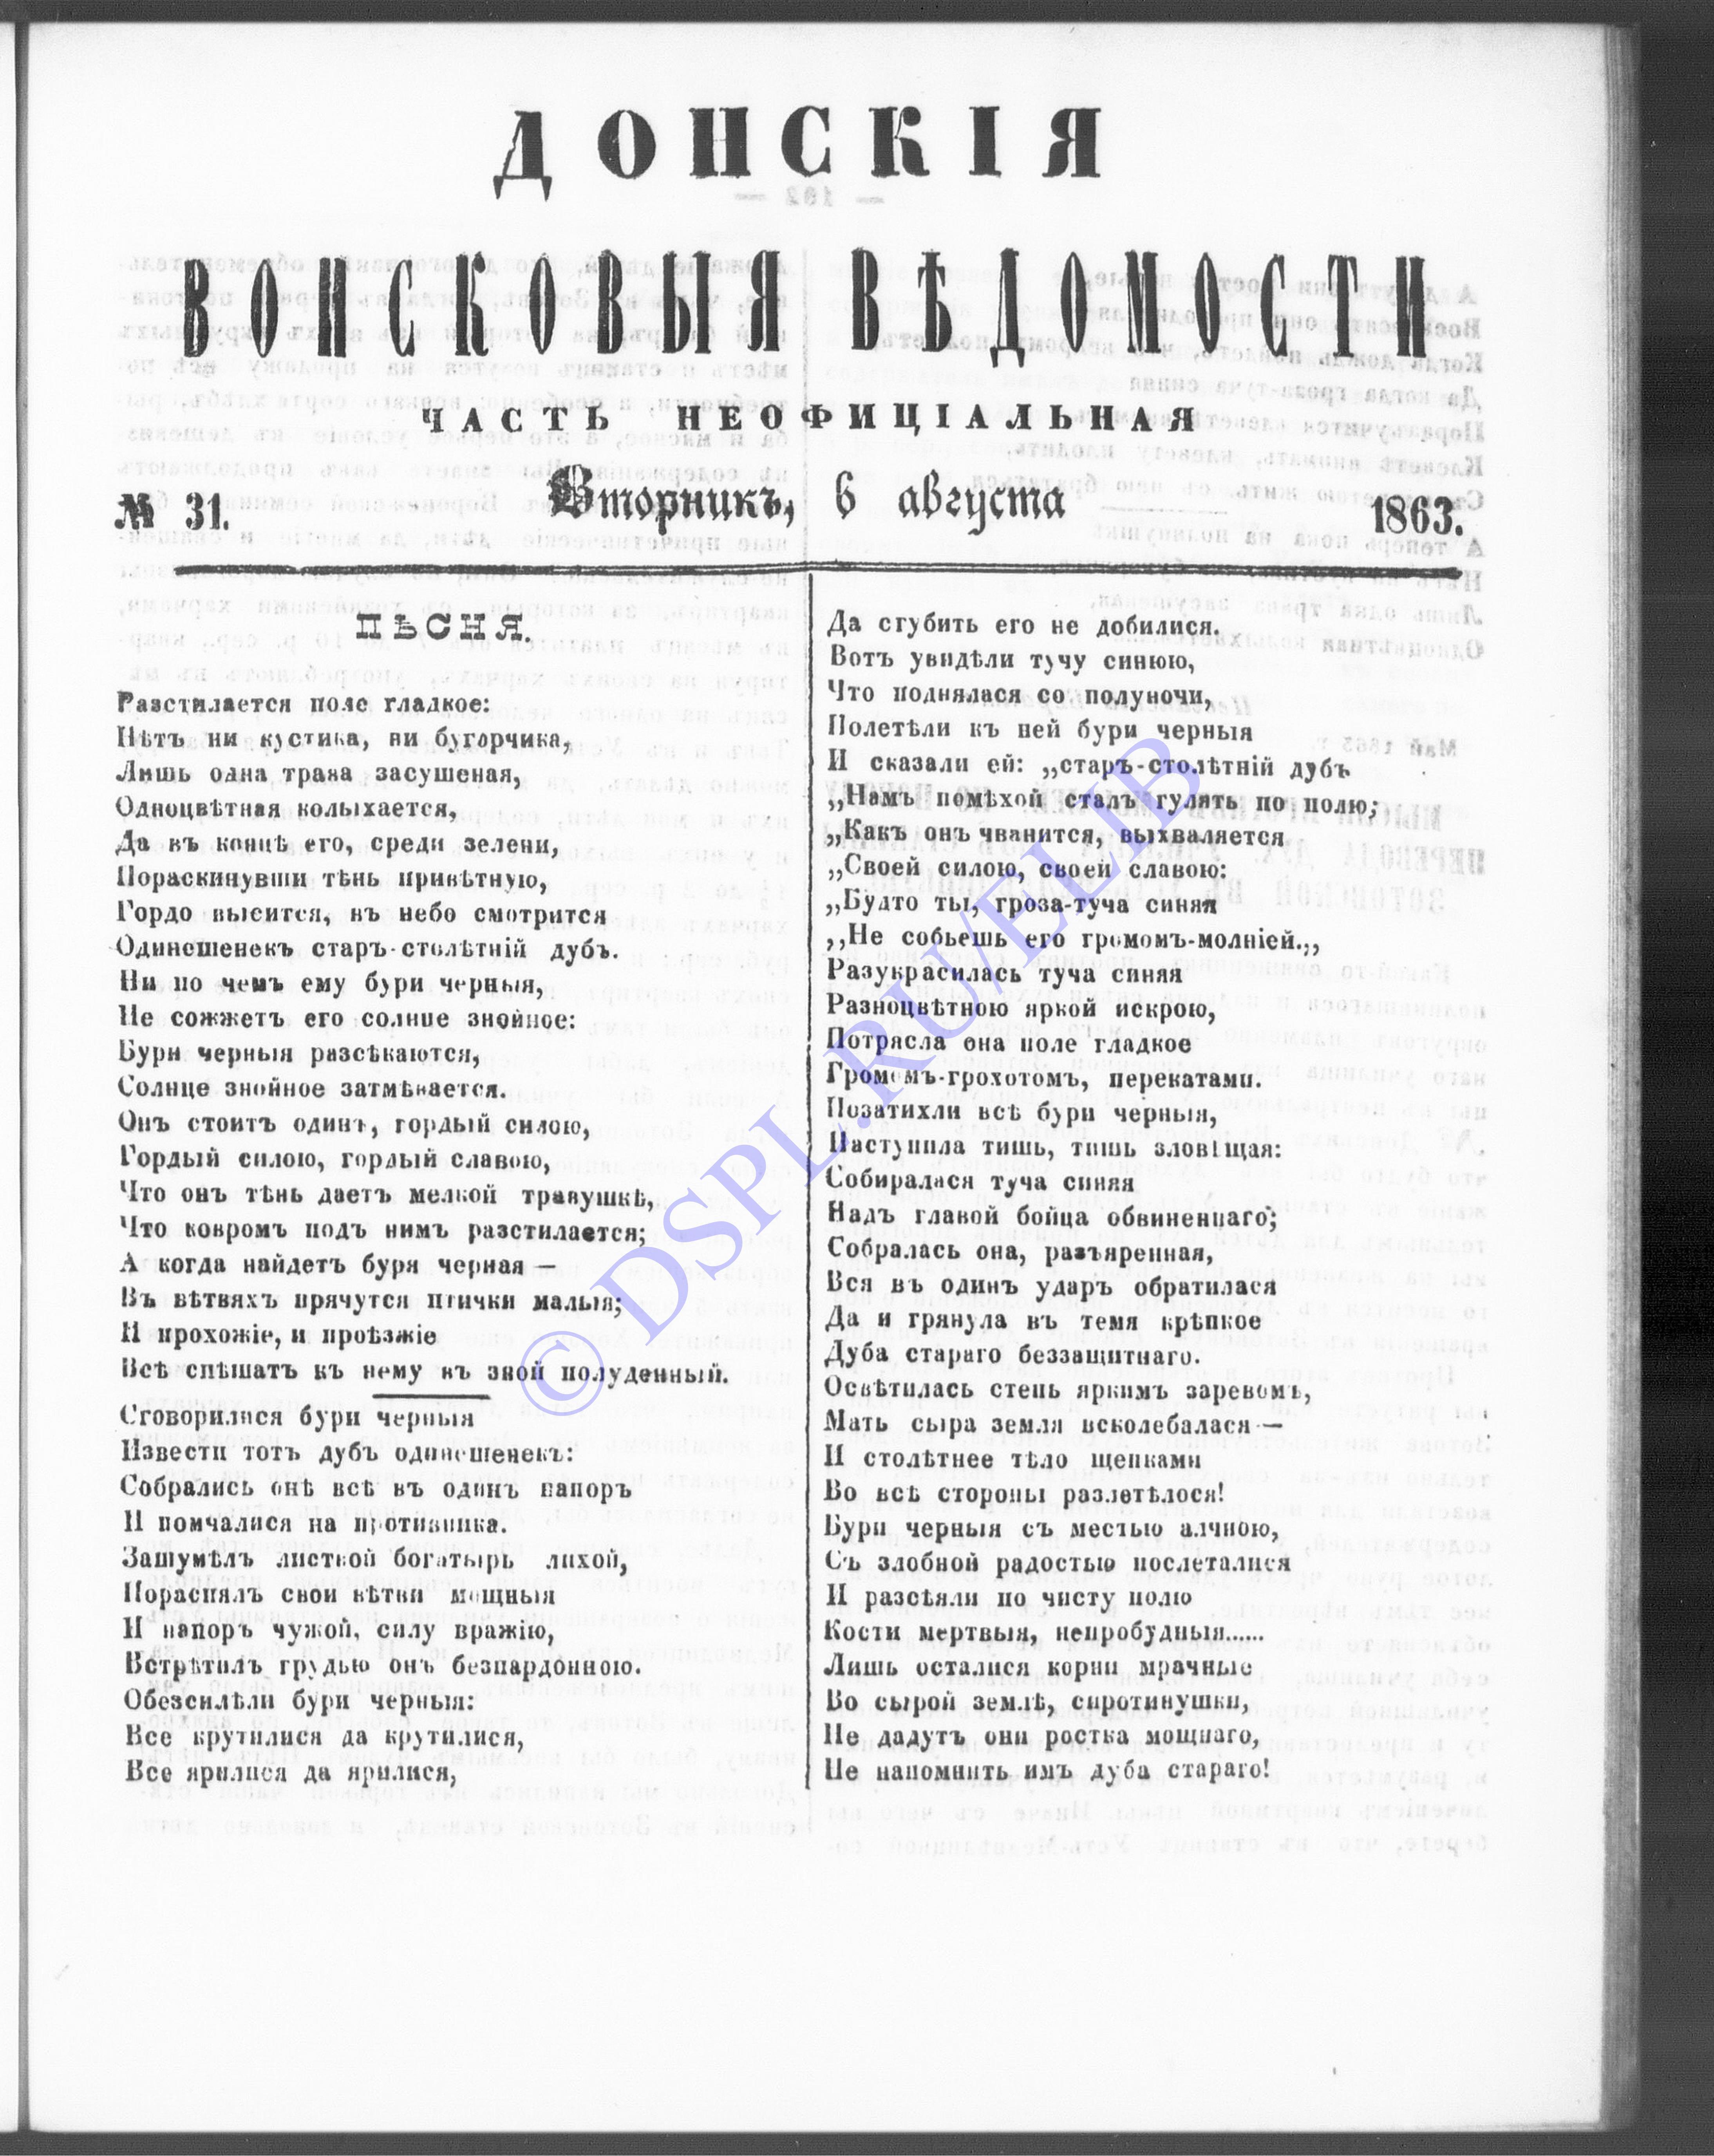 ДОНСКІЯ
ВОЙСКОВЫЯ ВѢДОМОСТИ
ЧАСТЬ НЕОФИЦІАЛЬНАЯ
№ 31.
Вторникъ, 6 августа
1863.
ПѢСНЯ.
Разстилается поле гладкое:
Нѣтъ ни кустика, ни бугорчика,
Лишь одна трава засушеная,
Одноцвѣтная колыхается,
Да въ концѣ его, среди зелени,
Пораскинувши тѣнь привѣтную,
Гордо высится, въ небо смотрится
Одинешенекъ старъ-столѣтній дубъ.
Ни по чемъ ему бури черныя,
Не сожжетъ его солнце знойное:
Бури черныя разсѣкаются,
Солнце знойное затмѣвается.
Онъ стоитъ одинъ, гордый силою,
Гордый силою, гордый славою,
Что онъ тѣнь даетъ мелкой травушкѣ,
Что ковромъ подъ нимъ разстилается;
А когда найдетъ буря черная —
Въ вѣтвяхъ прячутся птички малыя;
И прохожіе, и проѣзжіе
Всѣ спѣшатъ къ нему въ зной полуденный.
Сговорилися бури черныя
Извести тотъ дубъ одинешенекъ:
Собрались онѣ всѣ въ одинъ напоръ
И помчалися на противника.
Зашумѣлъ листвой богатырь лихой,
Пораспялъ свои вѣтви мощныя
И напоръ чужой, силу вражію,
Встрѣтилъ грудью онъ безпардонною.
Обезсилѣли бури черныя:
Все крутилися да крутилися,
Все ярилися да ярилися,
Да сгубить его не добилися.
Вотъ увидѣли тучу синюю,
Что поднялася со полуночи,
Полетѣли къ ней бури черныя
И сказали ей: „старъ-столѣтній дубъ
„Намъ помѣхой сталъ гулять по полю;
„Какъ онъ чванится, выхваляется
„Своей силою, своей славою:
„Будто ты, гроза-туча синяя
„Не собьешь его громомъ-молніей.„
Разукрасилась туча синяя
Разноцвѣтною яркой искрою,
Потрясла она поле гладкое
Громомъ-грохотомъ, перекатами.
Позатихли всѣ бури черныя,
Наступила тишь, тишь зловѣщая:
Собиралася туча синяя
Надъ главой бойца обвиненнаго;
Собралась она, разъяренная,
Вся въ одинъ ударъ обратилася
Да и грянула въ темя крѣпкое
Дуба стараго беззащитнаго.
Освѣтилась степь яркимъ заревомъ,
Мать сыра земля всколебалася —
И столѣтнее тѣло щепками
Во всѣ стороны разлетѣлося!
Бури черныя съ местью алчною,
Съ злобной радостью послеталися
И разсѣяли по чисту полю
Кости мертвыя, непробудныя......
Лишь осталися корни мрачные
Во сырой землѣ, сиротинушки,
Не дадутъ они ростка мощнаго,
Не напомнить имъ дуба стараго!
© DSPL.RU/ELIB